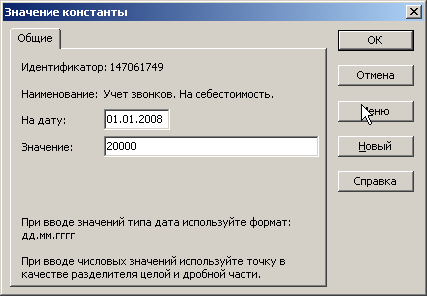 Значение константы
Общие
Идентификатор: 147061749
Наименование: Учет звонков. На себестоимость.
На дату: 01.01.2008
Значение: 20000
При вводе значений типа дата используйте формат:
дд.мм.гггг
При вводе числовых значений используйте точку в
качестве разделителя целой и дробной части.
OK
Отмена
Меню
Новый
Справка